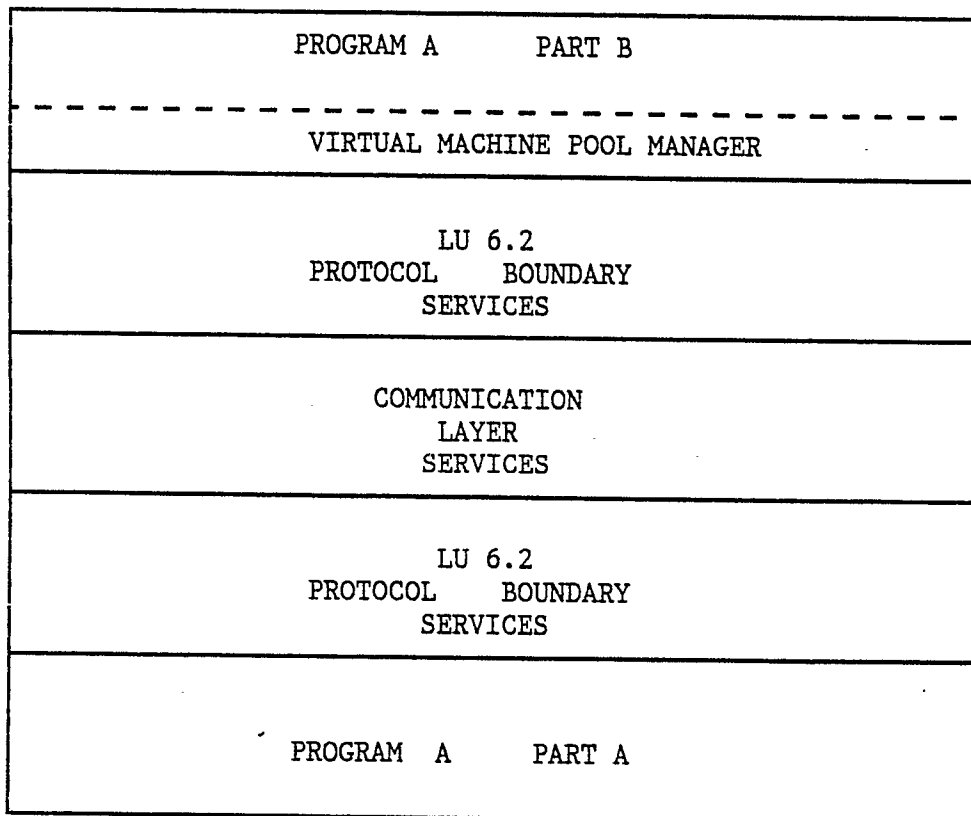 PROGRAM A PART B
VIRTUAL MACHINE POOL MANAGER
LU 6.2
PROTOCOL BOUNDARY
SERVICES
COMMUNICATION
LAYER
SERVICES
LU 6.2
PROTOCOL BOUNDARY
SERVICES
PROGRAM A PART A